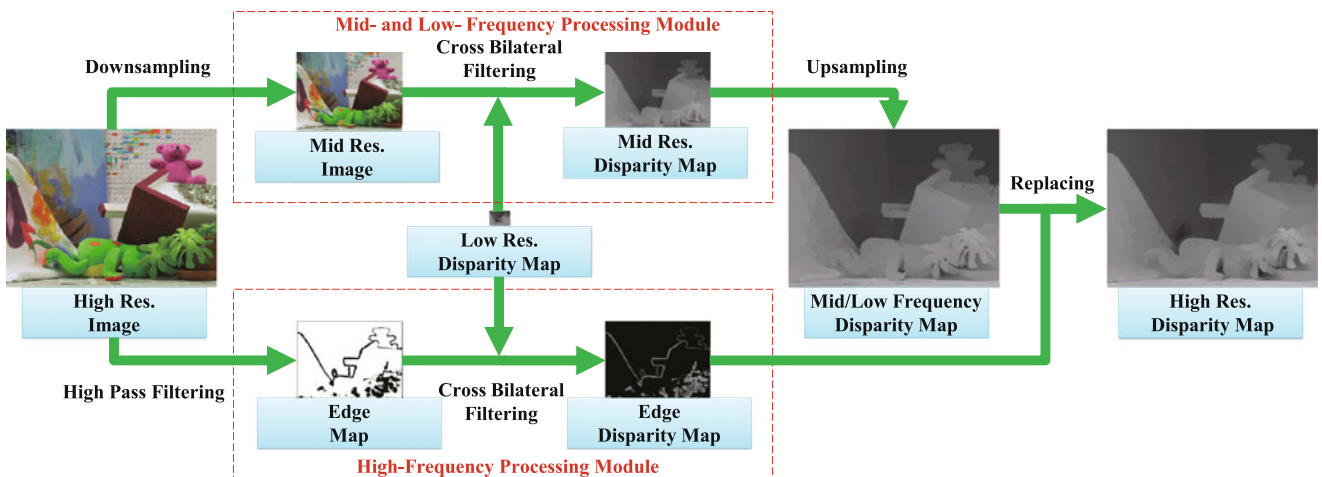 Mid- and Low- Frequency Processing Module
Downsampling
Cross Bilateral
Filtering
Upsampling
Mid Res.
Image
Mid Res.
Disparity Map
Replacing
Low Res.
Disparity Map
High Res.
Image
Mid/Low Frequency
Disparity Map
High Res.
Disparity Map
High Pass Filtering
Cross Bilateral
Filtering
Edge
Map
Edge
Disparity Map
High-Frequency Processing Module